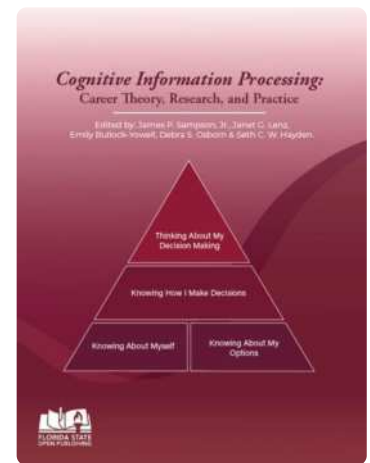 Cognitive Information Processing:
Career Theory, Research, and Practice
Edited by: James P. Sampson, Jr., Janet G. Lenz,
Emily Bullock-Yowell, Debra S. Osborn & Seth C. W. Hayden
Thinking About My
Decision Making
Knowing How I Make Decisions
Knowing About Myself
Knowing About My
Options
FLORIDA STATE
OPEN PUBLISHING